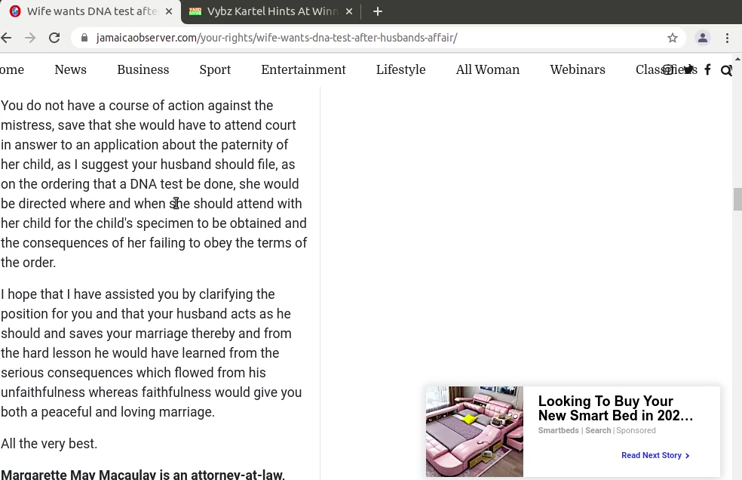 Wife wants DNA test afte
Vybz Kartel Hints At Winn
jamaicaobserver.com/your-rights/wife-wants-dna-test-after-husbands-affair/
ome News Business Sport Entertainment Lifestyle All Woman Webinars Classifieds
You do not have a course of action against the
mistress, save that she would have to attend court
in answer to an application about the paternity of
her child, as I suggest your husband should file, as
on the ordering that a DNA test be done, she would
be directed where and when she should attend with
her child for the child's specimen to be obtained and
the consequences of her failing to obey the terms of
the order.
I hope that I have assisted you by clarifying the
position for you and that your husband acts as he
should and saves your marriage thereby and from
the hard lesson he would have learned from the
serious consequences which flowed from his
unfaithfulness whereas faithfulness would give you
both a peaceful and loving marriage.
All the very best.
Margarette May Macaulay is an attorney-at-law,
Looking To Buy Your
New Smart Bed in 202...
Smartbeds | Search | Sponsored
Read Next Story